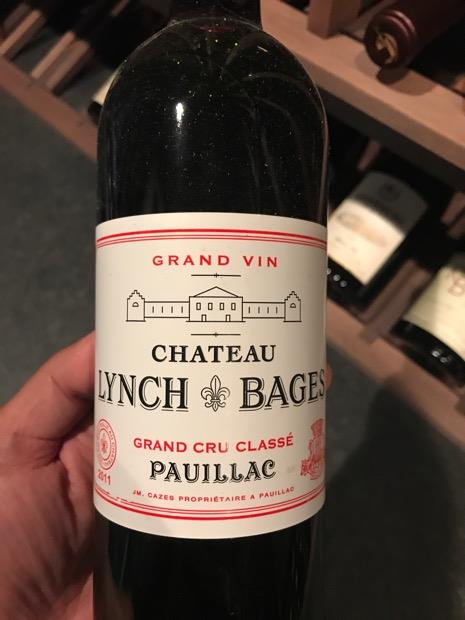 GRAND VIN
CHATEAU
LYNCH BAGES
GRAND CRU CLASSÉ
2011
PAUILLAC
JM. CAZES PROPRIÉTAIRE A PAUILLAC